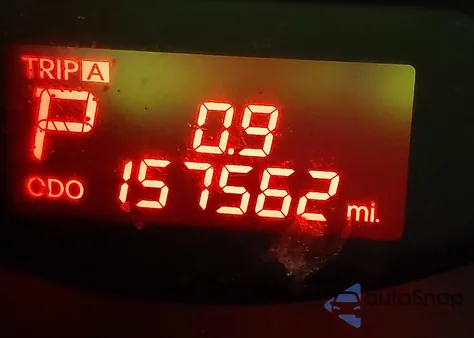 TRIP A
P 0.9
ODO 157562 mi.
autoSnap